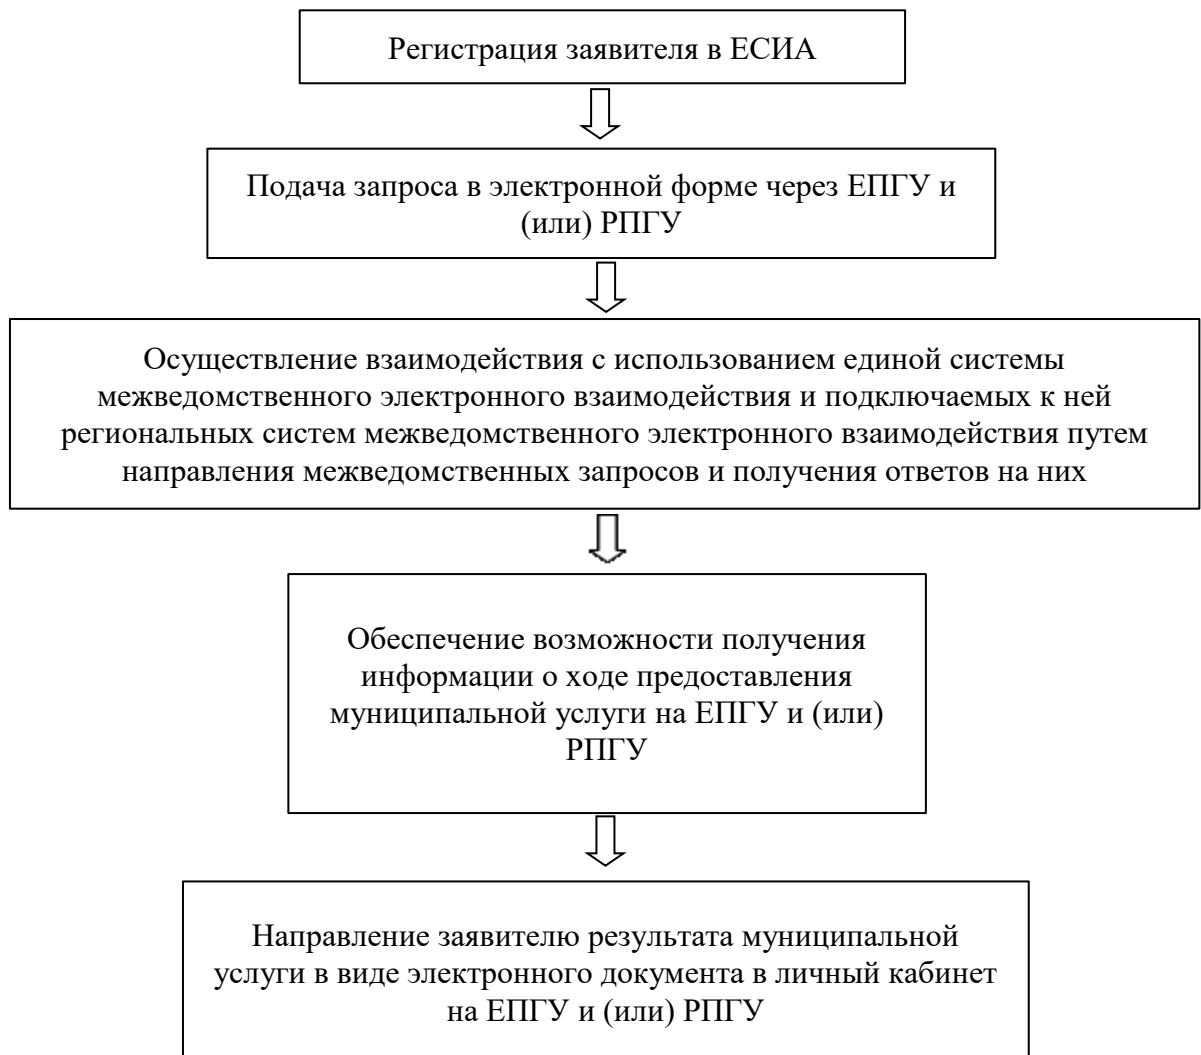 Регистрация заявителя в ЕСИА
Подача запроса в электронной форме через ЕПГУ и
(или) РПГУ
Осуществление взаимодействия с использованием единой системы
межведомственного электронного взаимодействия и подключаемых к ней
региональных систем межведомственного электронного взаимодействия путем
направления межведомственных запросов и получения ответов на них
Обеспечение возможности получения
информации о ходе предоставления
муниципальной услуги на ЕПГУ и (или)
РПГУ
Направление заявителю результата муниципальной
услуги в виде электронного документа в личный кабинет
на ЕПГУ и (или) РПГУ